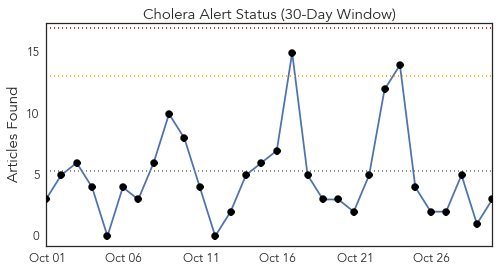 Cholera Alert Status (30-Day Window)
Articles Found
15
10
5
0
Oct 01 Oct 06 Oct 11 Oct 16 Oct 21 Oct 26